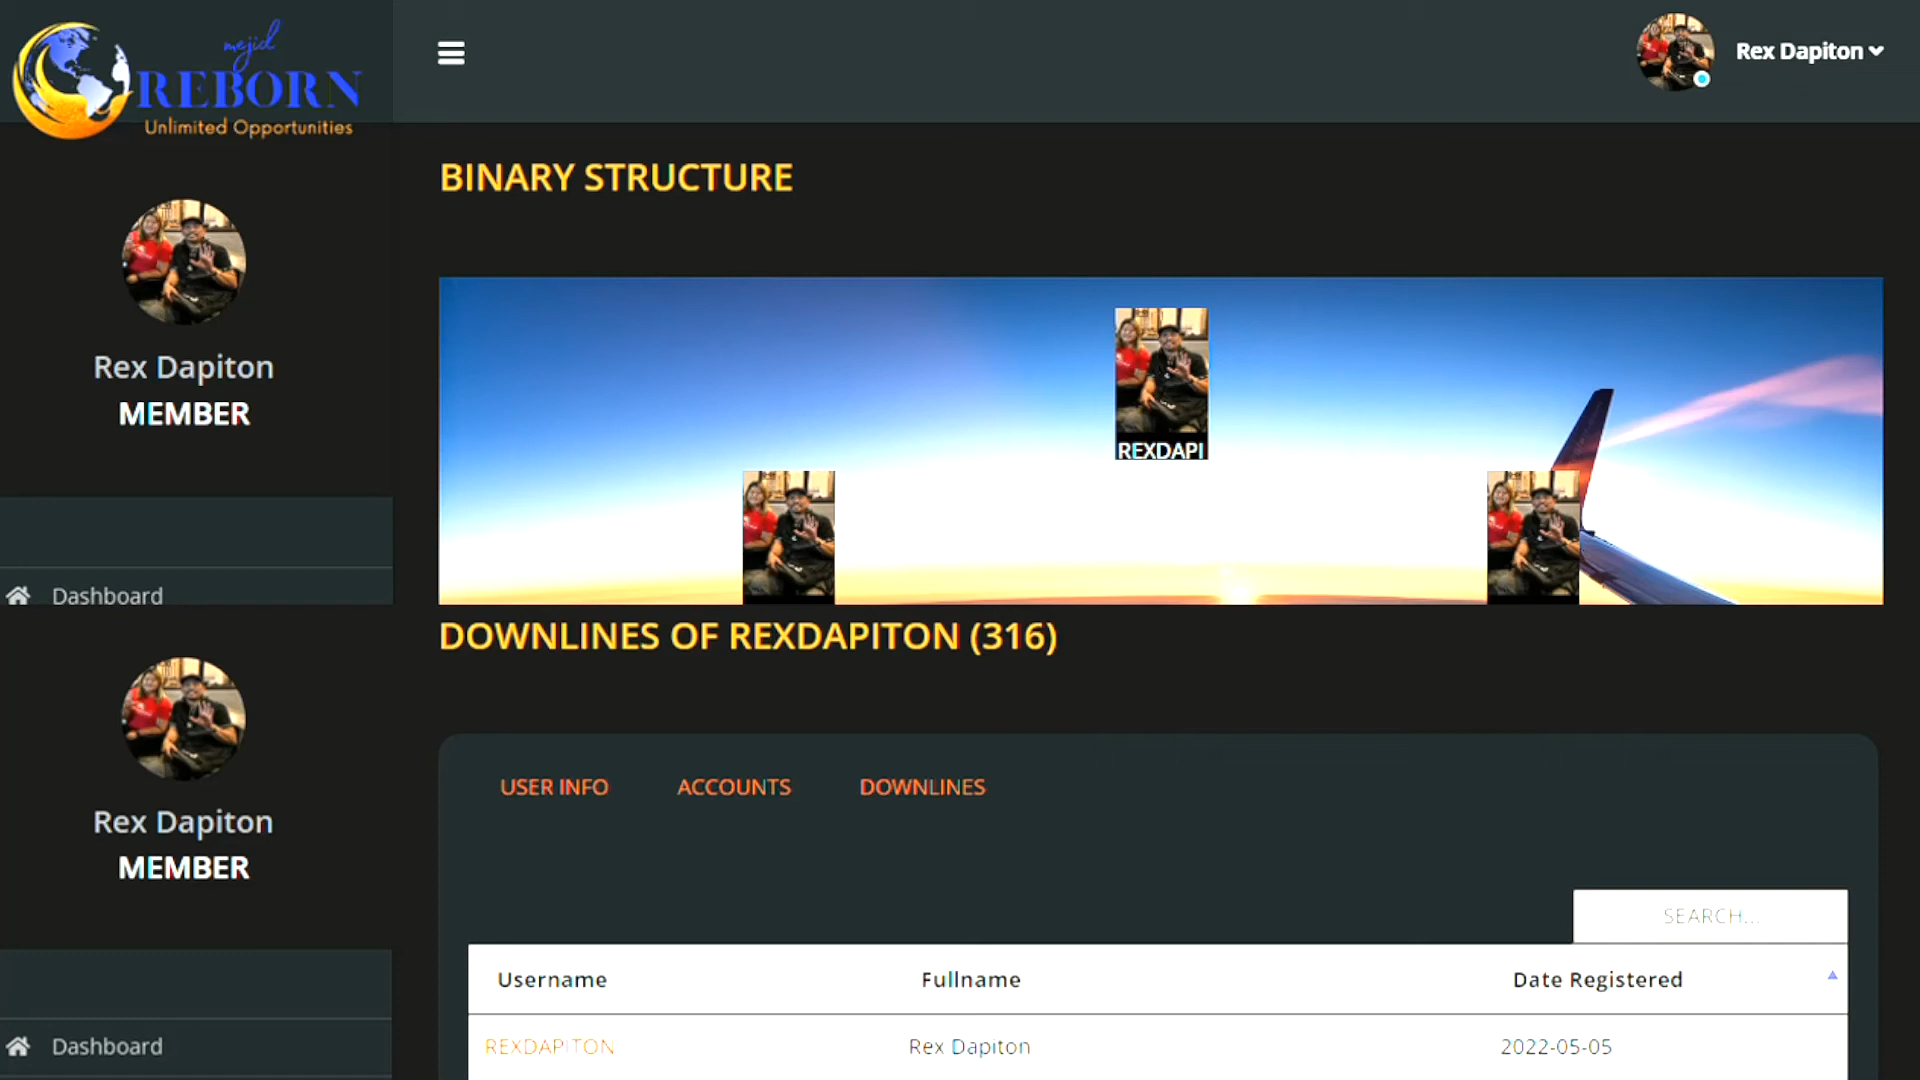 mejid
REBORN
Unlimited Opportunities
Rex Dapiton
BINARY STRUCTURE
Rex Dapiton
MEMBER
REXDAPI
Dashboard
DOWNLINES OF REXDAPITON (316)
USER INFO ACCOUNTS DOWNLINES
Rex Dapiton
MEMBER
SEARCH...
Username Fullname Date Registered
REXDAPITON Rex Dapiton 2022-05-05
Dashboard